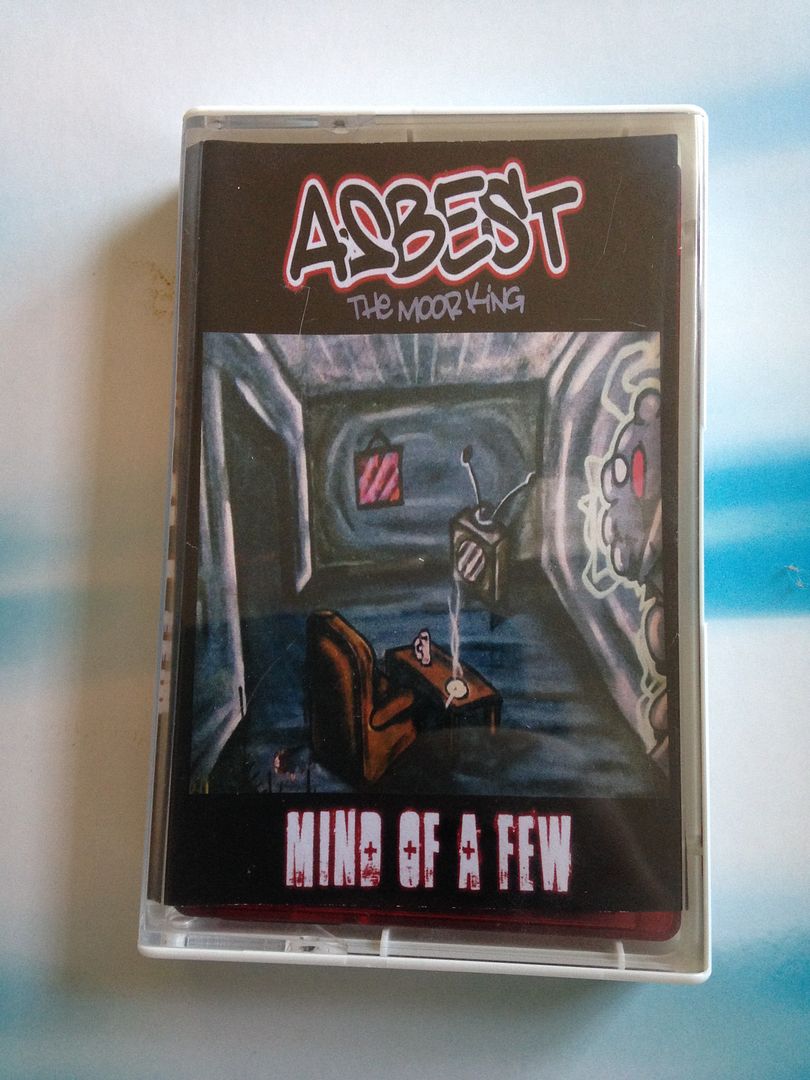 ASBEST
THE MOOR KiNG
MIND OF A FEW